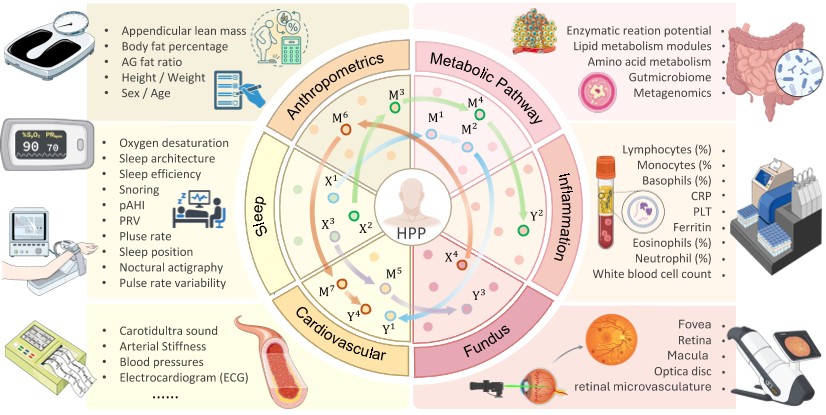 Appendicular lean mass
Body fat percentage
AG fat ratio
Height / Weight
Sex / Age
Oxygen desaturation
Sleep architecture
Sleep efficiency
Snoring
pAHI
PRV
Pluse rate
Sleep position
Noctural actigraphy
Pulse rate variability
%SpO₂ PRbpm
90 70
Carotidultra sound
Arterial Stiffness
Blood pressures
Electrocardiogram (ECG)
......
Anthropometrics
Metabolic Pathway
Sleep
Inflammation
Cardiovascular
Fundus
M³
M⁴
M⁶
M¹
M²
X¹
X²
X³
Y²
HPP
X⁴
M⁷
M⁵
Y³
Y⁴
Y¹
Enzymatic reation potential
Lipid metabolism modules
Amino acid metabolism
Gutmicrobiome
Metagenomics
Lymphocytes (%)
Monocytes (%
Basophils (%)
CRP
PLT
Ferritin
Eosinophils (%)
Neutrophil (%)
White blood cell count
Fovea
Retina
Macula
Optica disc
retinal microvasculature